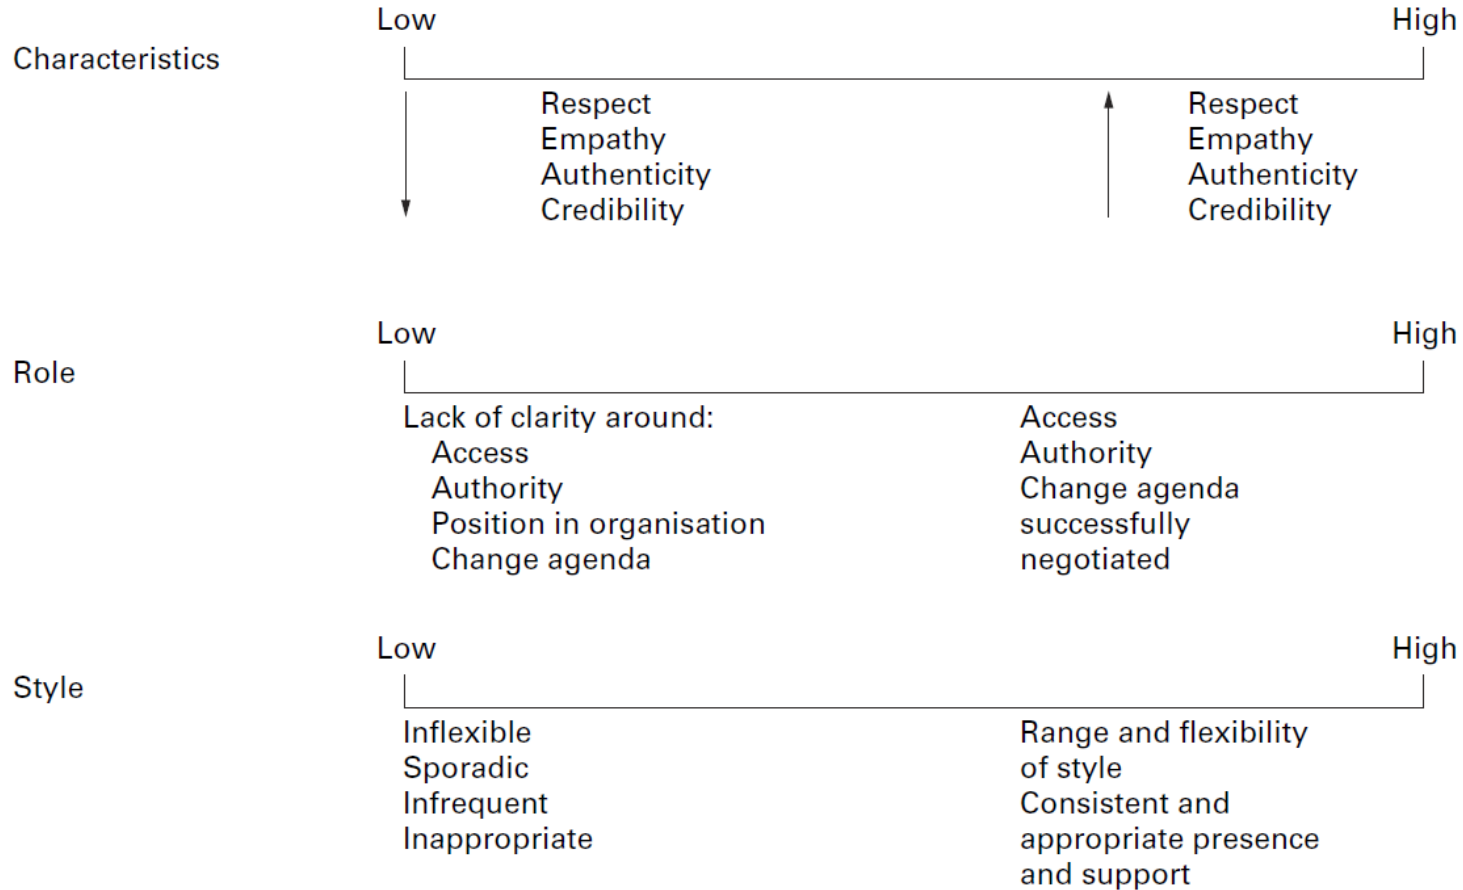 Low High
Characteristics
Respect Respect
Empathy Empathy
Authenticity Authenticity
Credibility Credibility
Low High
Role
Lack of clarity around: Access
Access Authority
Authority Change agenda
Position in organisation successfully
Change agenda negotiated
Low High
Style
Inflexible Range and flexibility
Sporadic of style
Infrequent Consistent and
Inappropriate appropriate presence
and support